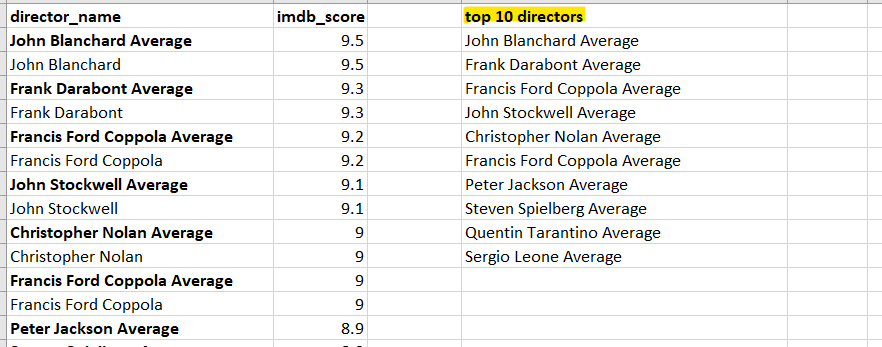 director_name imdb_score top 10 directors
John Blanchard Average 9.5 John Blanchard Average
John Blanchard 9.5 Frank Darabont Average
Frank Darabont Average 9.3 Francis Ford Coppola Average
Frank Darabont 9.3 John Stockwell Average
Francis Ford Coppola Average 9.2 Christopher Nolan Average
Francis Ford Coppola 9.2 Francis Ford Coppola Average
John Stockwell Average 9.1 Peter Jackson Average
John Stockwell 9.1 Steven Spielberg Average
Christopher Nolan Average 9 Quentin Tarantino Average
Christopher Nolan 9 Sergio Leone Average
Francis Ford Coppola Average 9
Francis Ford Coppola 9
Peter Jackson Average 8.9